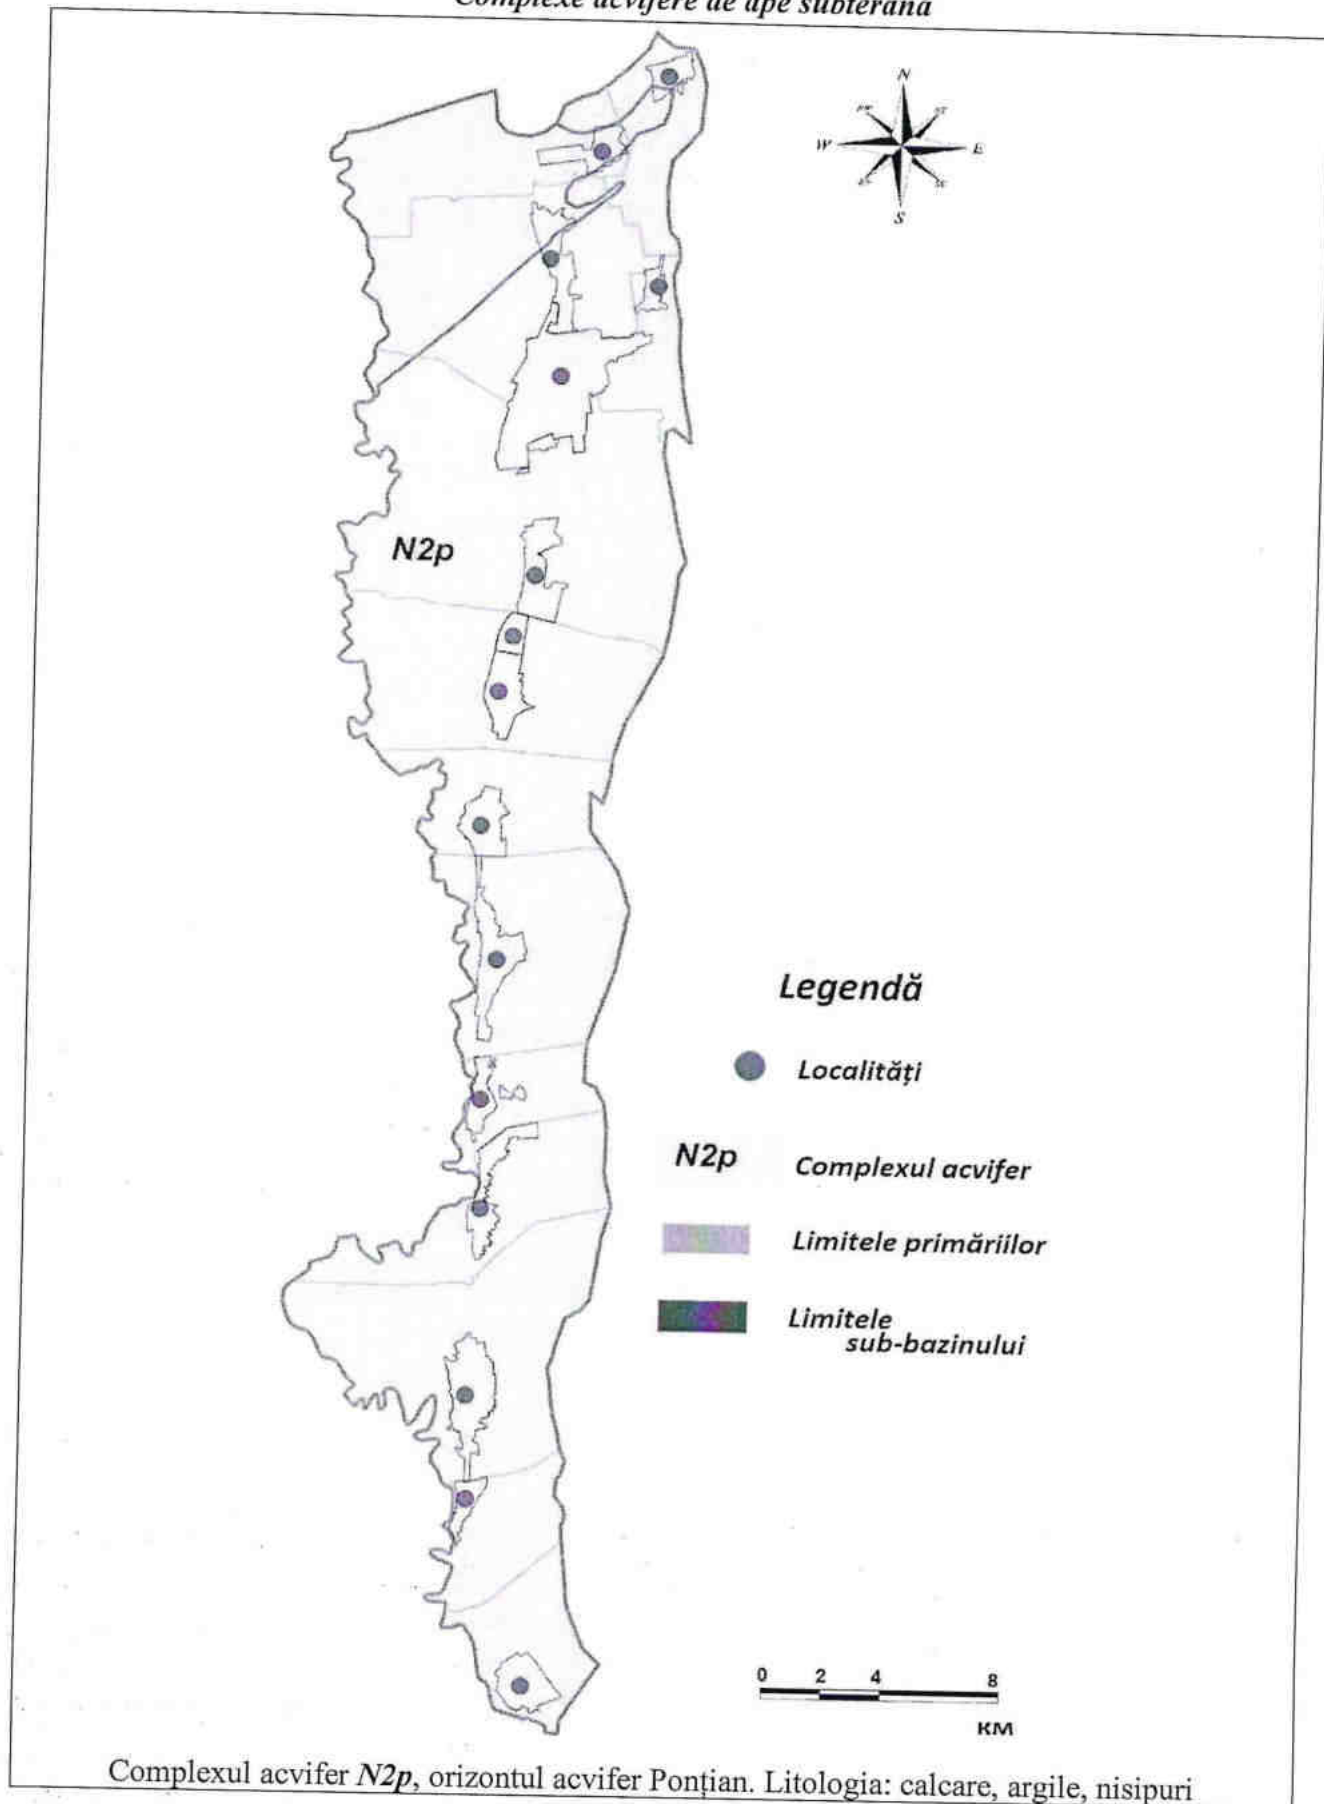 Complexe acvifere de ape subterana
N
W
E
S
N2p
Legendă
Localități
N2p
Complexul acvifer
Limitele primăriilor
Limitele
sub-bazinului
0 2 4 8
KM
Complexul acvifer N2p, orizontul acvifer Ponțian. Litologia: calcare, argile, nisipuri